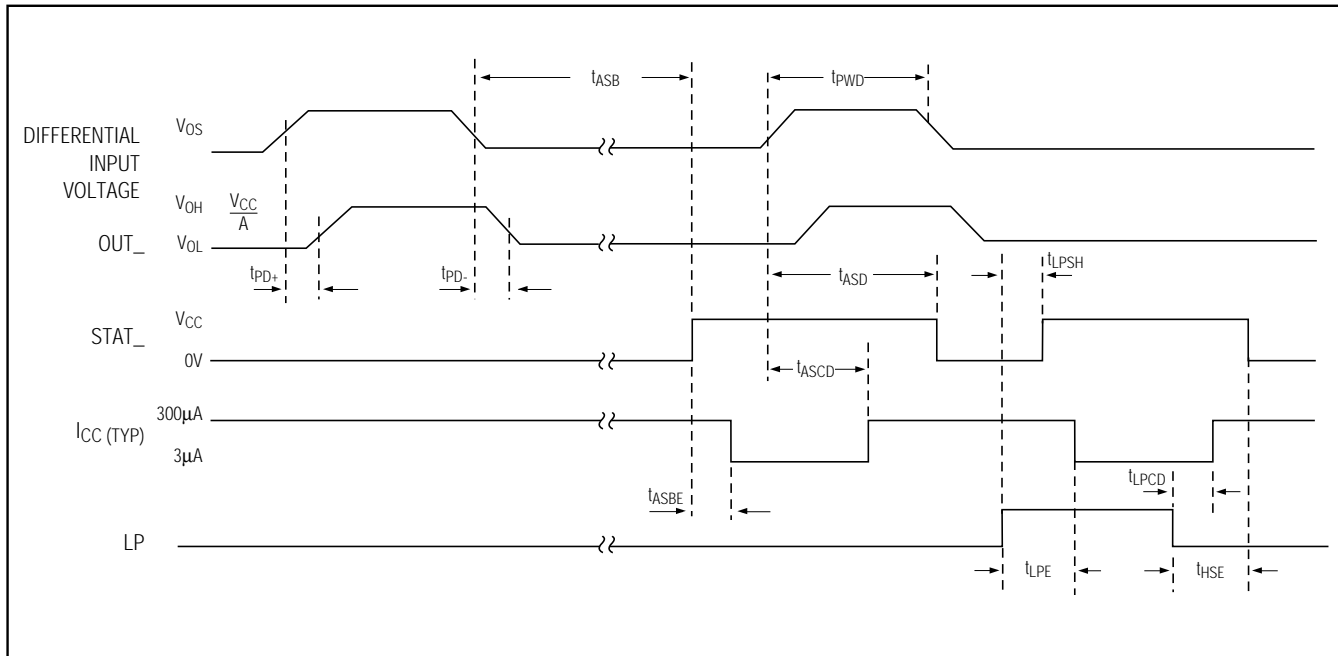 tASB
tPWD
DIFFERENTIAL
INPUT
VOLTAGE
VOS
VOH
VCC
A
OUT_
VOL
tPD+
tPD-
tASD
tLPSH
STAT_
VCC
0V
tASCD
ICC (TYP)
300µA
3µA
tASBE
tLPCD
LP
tLPE
tHSE